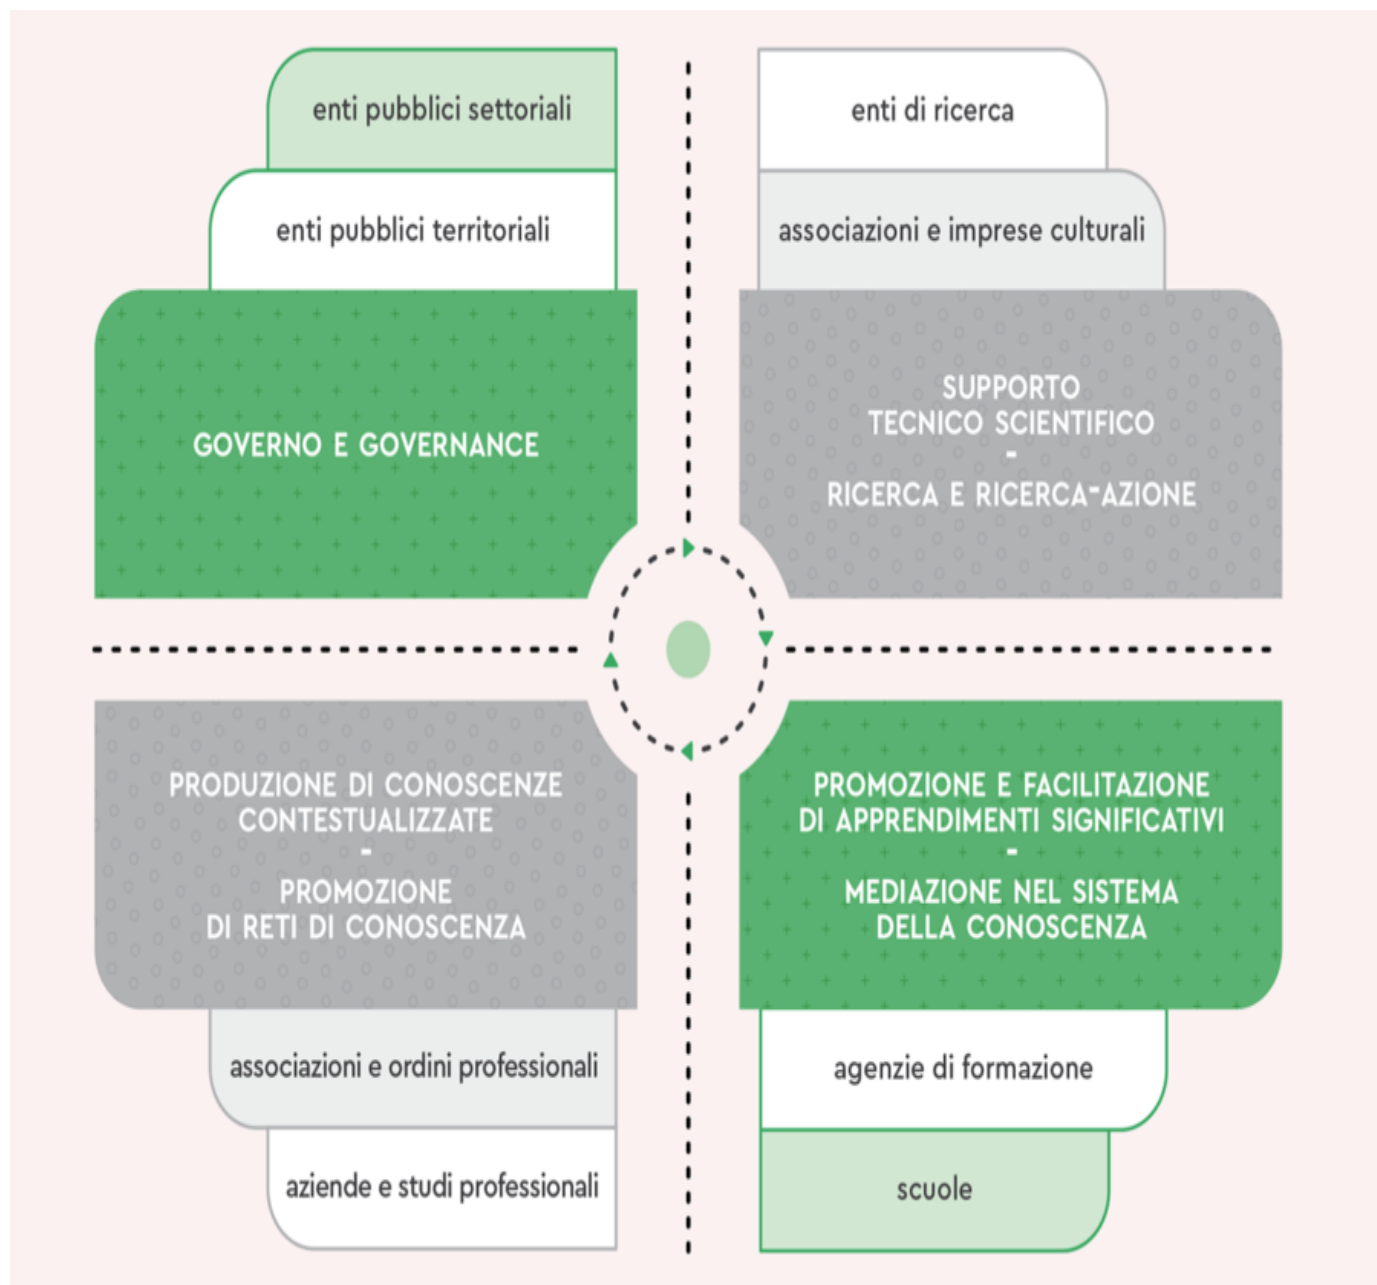 enti pubblici settoriali
enti pubblici territoriali
GOVERNO E GOVERNANCE
enti di ricerca
associazioni e imprese culturali
SUPPORTO
TECNICO SCIENTIFICO
-
RICERCA E RICERCA-AZIONE
PRODUZIONE DI CONOSCENZE
CONTESTUALIZZATE
-
PROMOZIONE
DI RETI DI CONOSCENZA
associazioni e ordini professionali
aziende e studi professionali
PROMOZIONE E FACILITAZIONE
DI APPRENDIMENTI SIGNIFICATIVI
-
MEDIAZIONE NEL SISTEMA
DELLA CONOSCENZA
agenzie di formazione
scuole